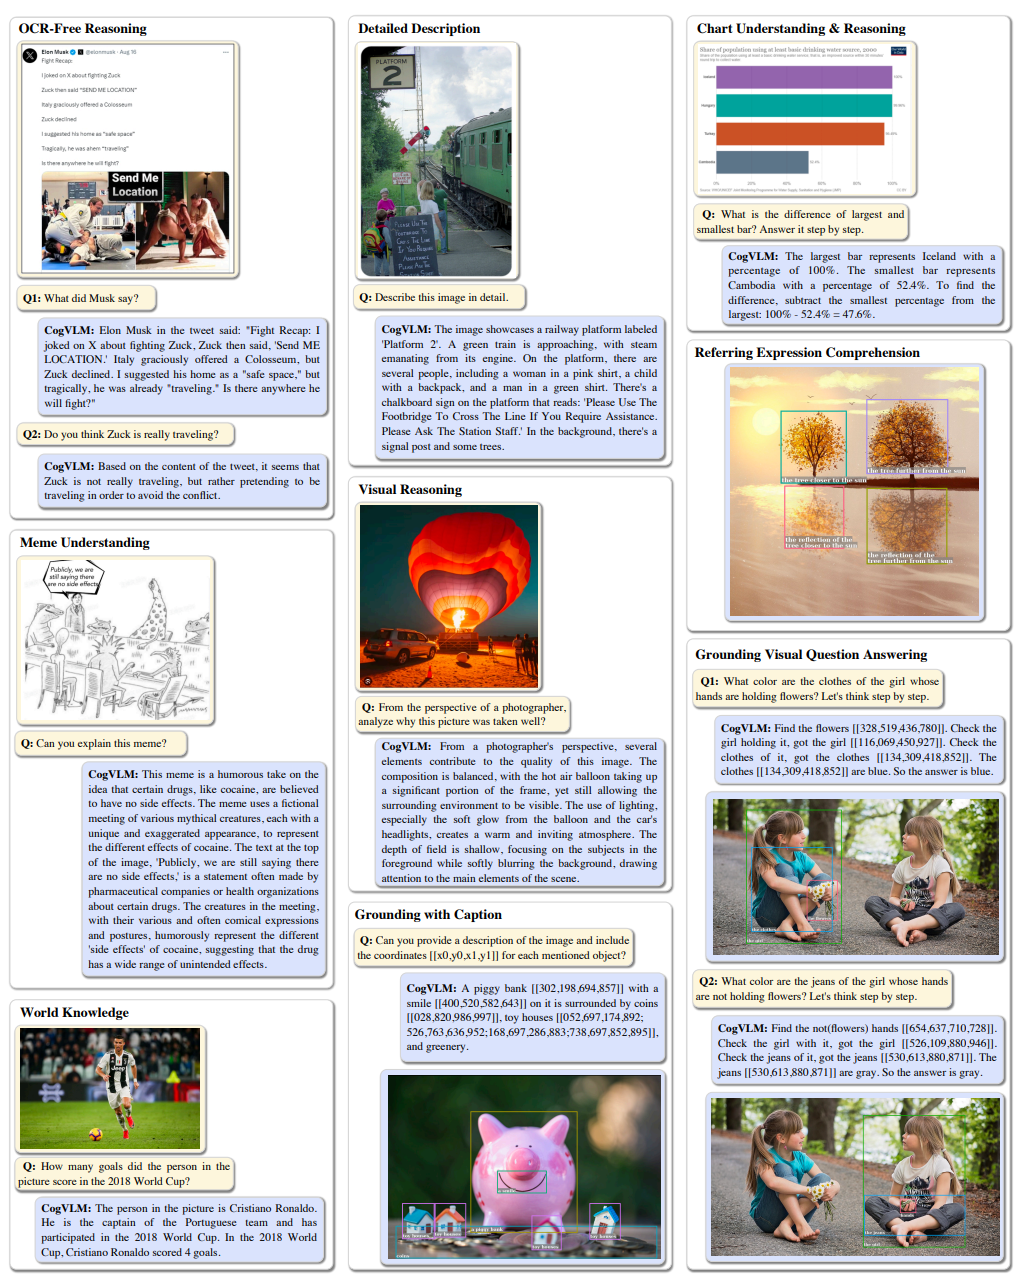 OCR-Free Reasoning
Elon Musk @elonmusk · Aug 16
Fight Recap:
I joked on X about fighting Zuck
Zuck then said "SEND ME LOCATION"
Italy graciously offered a Colosseum
Zuck declined
I suggested his home as "safe space"
Tragically, he was ahem "traveling"
Is there anywhere he will fight?
Send Me
Location
Q1: What did Musk say?
CogVLM: Elon Musk in the tweet said: "Fight Recap: I
joked on X about fighting Zuck, Zuck then said, 'Send ME
LOCATION.' Italy graciously offered a Colosseum, but
Zuck declined. I suggested his home as a "safe space," but
tragically, he was already "traveling." Is there anywhere he
will fight?"
Q2: Do you think Zuck is really traveling?
CogVLM: Based on the content of the tweet, it seems that
Zuck is not really traveling, but rather pretending to be
traveling in order to avoid the conflict.
Meme Understanding
Publicly, we are
still saying there
are no side effects
Q: Can you explain this meme?
CogVLM: This meme is a humorous take on the
idea that certain drugs, like cocaine, are believed
to have no side effects. The meme uses a fictional
meeting of various mythical creatures, each with a
unique and exaggerated appearance, to represent
the different effects of cocaine. The text at the top
of the image, 'Publicly, we are still saying there
are no side effects,' is a statement often made by
pharmaceutical companies or health organizations
about certain drugs. The creatures in the meeting,
with their various and often comical expressions
and postures, humorously represent the different
'side effects' of cocaine, suggesting that the drug
has a wide range of unintended effects.
World Knowledge
Jeep
Q: How many goals did the person in the
picture score in the 2018 World Cup?
CogVLM: The person in the picture is Cristiano Ronaldo.
He is the captain of the Portuguese team and has
participated in the 2018 World Cup. In the 2018 World
Cup, Cristiano Ronaldo scored 4 goals.
Detailed Description
PLATFORM
2
PLEASE USE THE
FOOTBRIDGE TO
CROSS THE LINE
IF YOU REQUIRE
ASSISTANCE
PLEASE ASK THE
STATION STAFF
Q: Describe this image in detail.
CogVLM: The image showcases a railway platform labeled
'Platform 2'. A green train is approaching, with steam
emanating from its engine. On the platform, there are
several people, including a woman in a pink shirt, a child
with a backpack, and a man in a green shirt. There's a
chalkboard sign on the platform that reads: 'Please Use The
Footbridge To Cross The Line If You Require Assistance.
Please Ask The Station Staff.' In the background, there's a
signal post and some trees.
Visual Reasoning
Q: From the perspective of a photographer,
analyze why this picture was taken well?
CogVLM: From a photographer's perspective, several
elements contribute to the quality of this image. The
composition is balanced, with the hot air balloon taking up
a significant portion of the frame, yet still allowing the
surrounding environment to be visible. The use of lighting,
especially the soft glow from the balloon and the car's
headlights, creates a warm and inviting atmosphere. The
depth of field is shallow, focusing on the subjects in the
foreground while softly blurring the background, drawing
attention to the main elements of the scene.
Grounding with Caption
Q: Can you provide a description of the image and include
the coordinates [[x0,y0,x1,y1]] for each mentioned object?
CogVLM: A piggy bank [[302,198,694,857]] with a
smile [[400,520,582,643]] on it is surrounded by coins
[[028,820,986,997]], toy houses [[052,697,174,892;
526,763,636,952;168,697,286,883;738,697,852,895]],
and greenery.
a smile
toy houses
toy houses
a piggy bank
toy houses
toy houses
coins
Chart Understanding & Reasoning
Share of population using at least basic drinking water source, 2000
Iceland
100%
Hungary
Turkey
Cambodia
52.4%
0%
20%
40%
60%
80%
100%
Q: What is the difference of largest and
smallest bar? Answer it step by step.
CogVLM: The largest bar represents Iceland with a
percentage of 100%. The smallest bar represents
Cambodia with a percentage of 52.4%. To find the
difference, subtract the smallest percentage from the
largest: 100% - 52.4% = 47.6%.
Referring Expression Comprehension
the tree further from the sun
the tree closer to the sun
the reflection of the
tree closer to the sun
the reflection of the
tree further from the sun
Grounding Visual Question Answering
Q1: What color are the clothes of the girl whose
hands are holding flowers? Let's think step by step.
CogVLM: Find the flowers [[328,519,436,780]]. Check the
girl holding it, got the girl [[116,069,450,927]]. Check the
clothes of it, got the clothes [[134,309,418,852]]. The
clothes [[134,309,418,852]] are blue. So the answer is blue.
the flowers
the clothes
the girl
Q2: What color are the jeans of the girl whose hands
are not holding flowers? Let's think step by step.
CogVLM: Find the not(flowers) hands [[654,637,710,728]].
Check the girl with it, got the girl [[526,109,880,946]].
Check the jeans of it, got the jeans [[530,613,880,871]]. The
jeans [[530,613,880,871]] are gray. So the answer is gray.
hands
the jeans
the girl